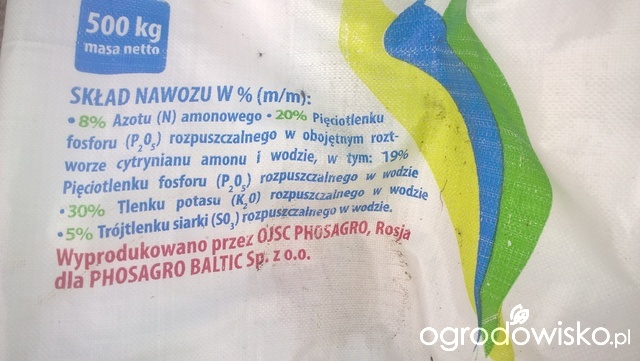 500 kg
masa netto
SKŁAD NAWOZU W % (m/m):
• 8% Azotu (N) amonowego • 20% Pięciotlenku
fosforu (P₂O₅) rozpuszczalnego w obojętnym rozt-
worze cytrynianu amonu i wodzie, w tym: 19%
Pięciotlenku fosforu (P₂O₅) rozpuszczalnego w wodzie
•30% Tlenku potasu (K₂O) rozpuszczalnego w wodzie
•5% Trójtlenku siarki (SO₃) rozpuszczalnego w wodzie.
Wyprodukowano przez OJSC PHOSAGRO, Rosja
dla PHOSAGRO BALTIC Sp. z o.o.
ogrodowisko.pl